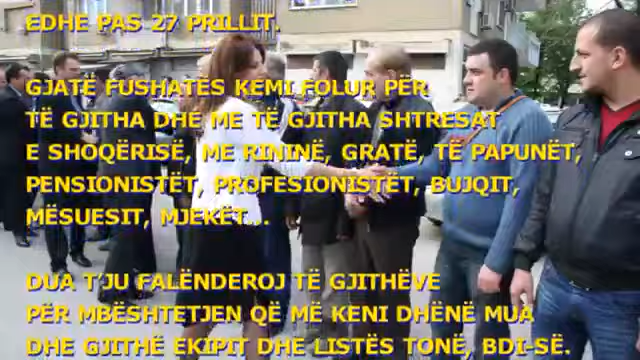 EDHE PAS 27 PRILLIT.
GJATË FUSHATËS KEMI FOLUR PËR
TË GJITHA DHE ME TË GJITHA SHTRESAT
E SHOQËRISË, ME RININË, GRATË, TË PAPUNËT,
PENSIONISTËT, PROFESIONISTËT, BUJQIT,
MËSUESIT, MJEKËT...
DUA T'JU FALËNDEROJ TË GJITHËVE
PËR MBËSHTETJEN QË MË KENI DHËNË MUA
DHE GJITHË EKIPIT DHE LISTËS TONË, BDI-SË.